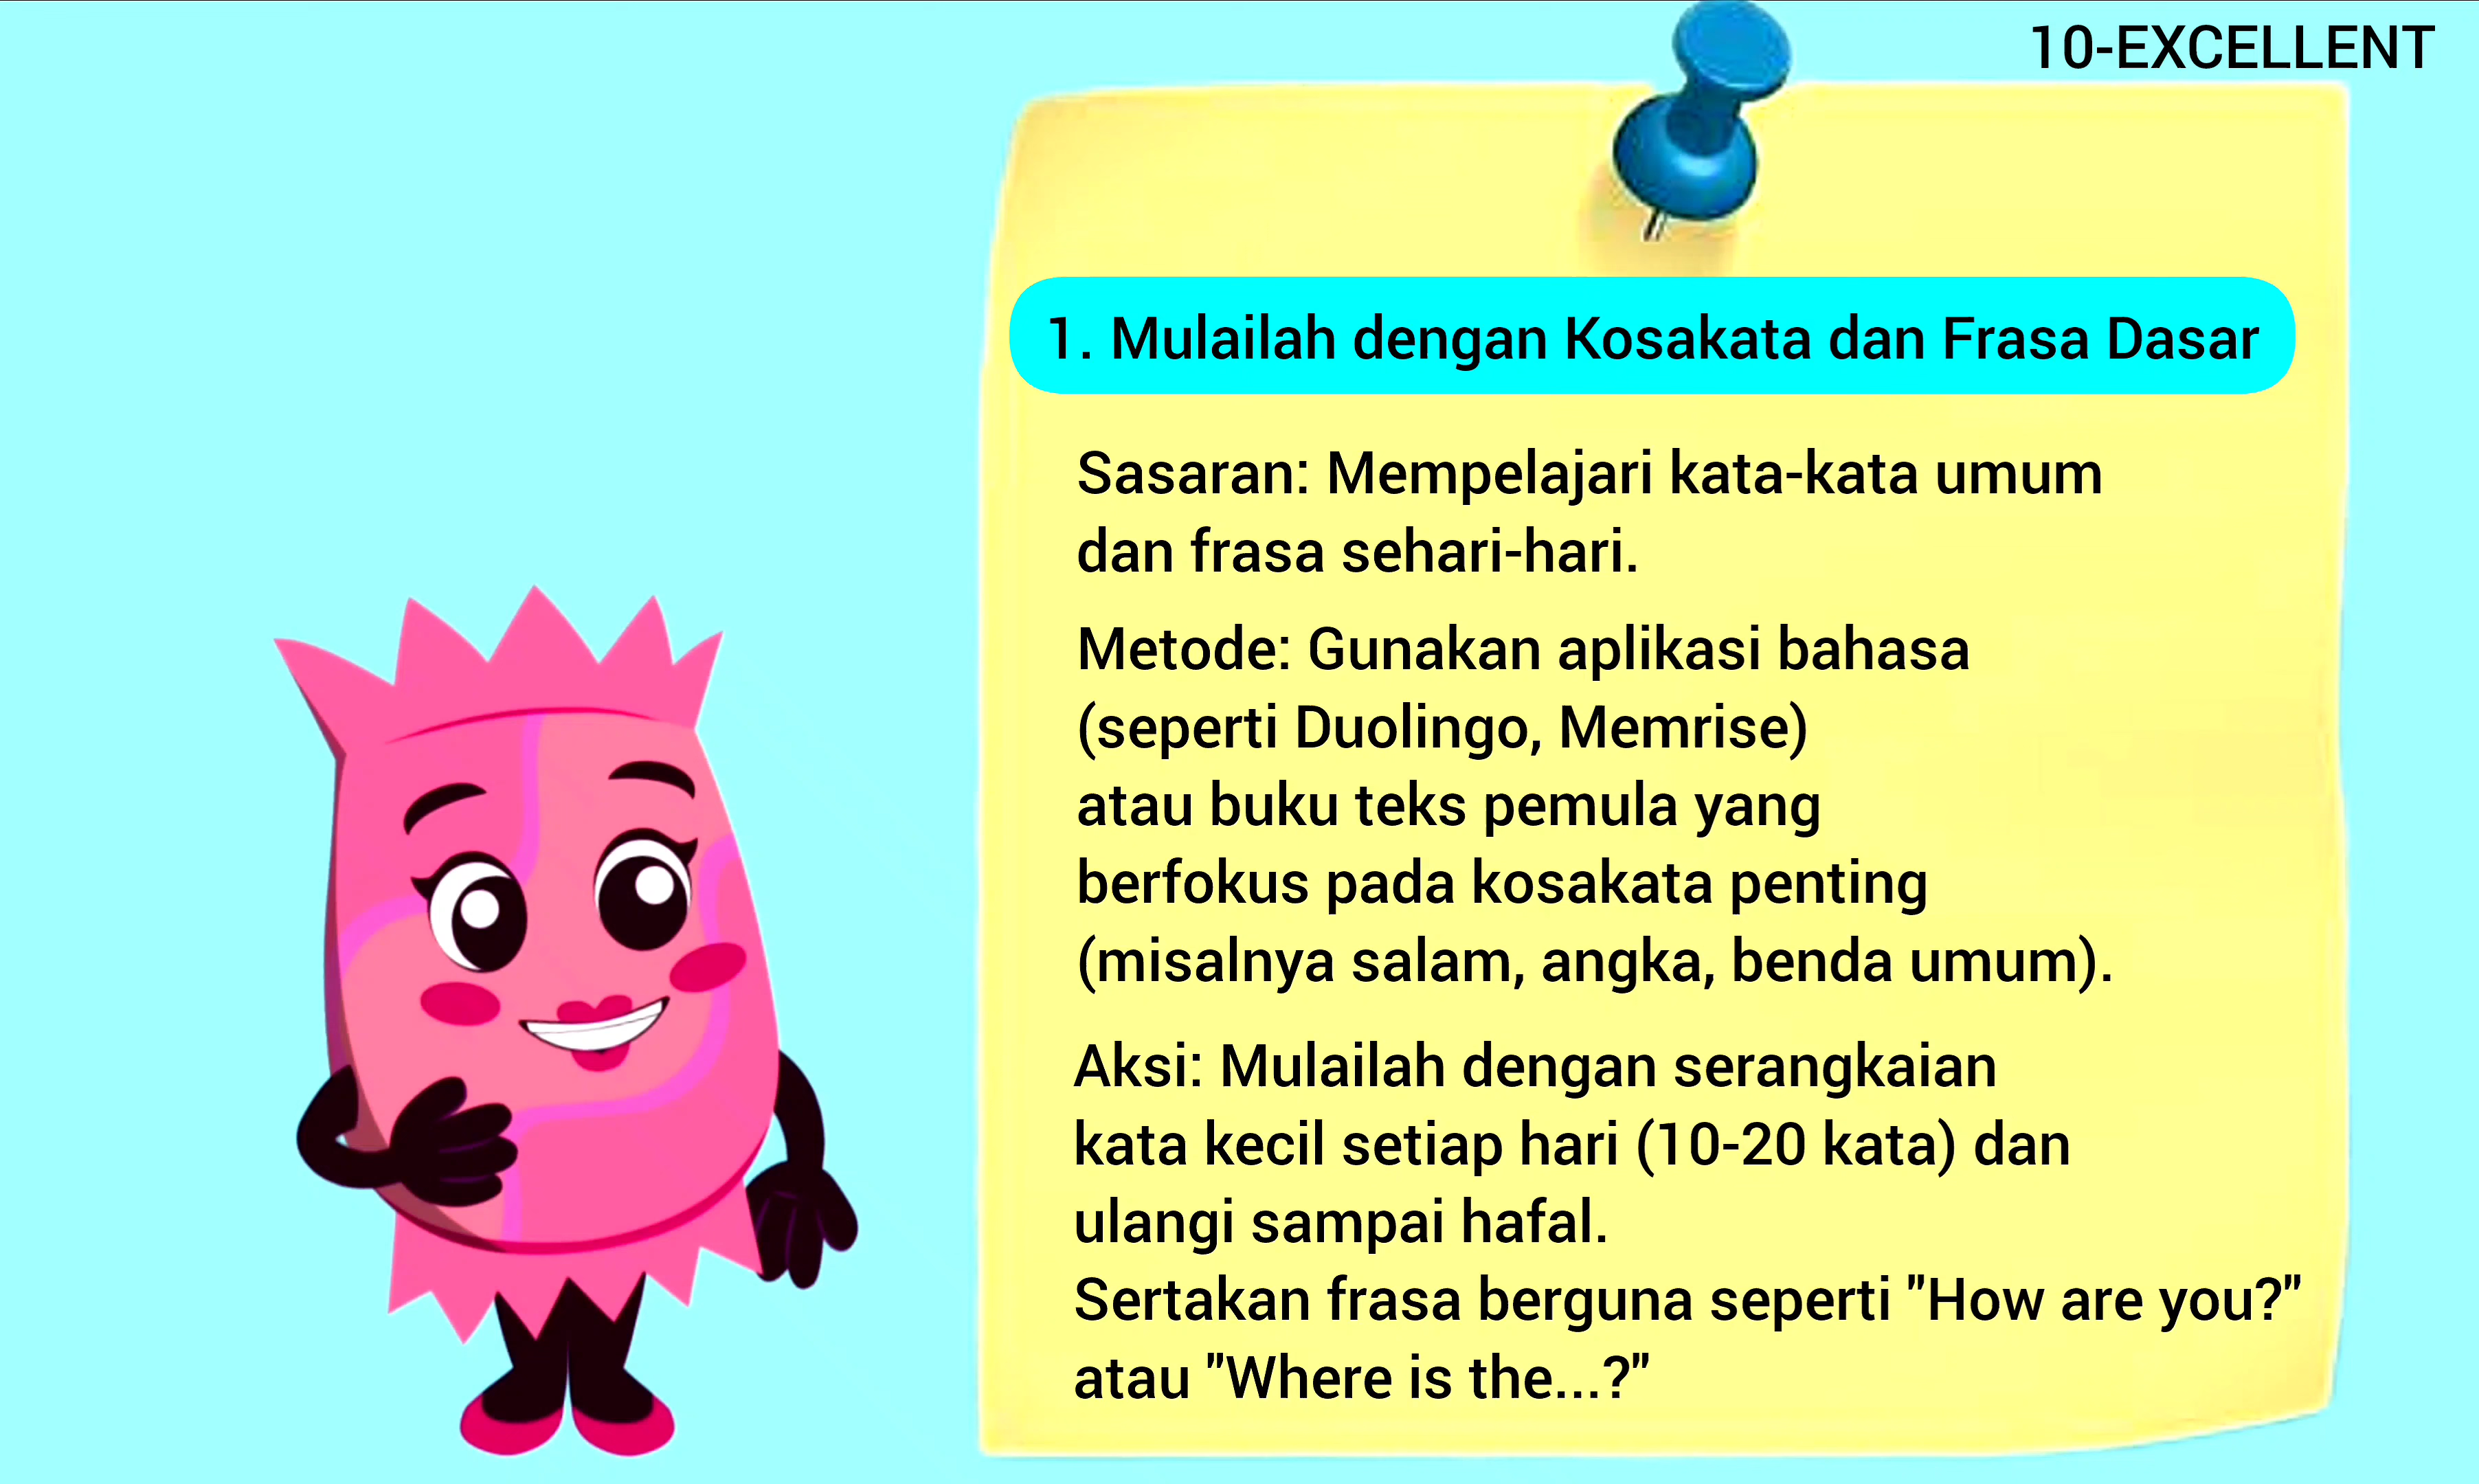 10-EXCELLENT
1. Mulailah dengan Kosakata dan Frasa Dasar
Sasaran: Mempelajari kata-kata umum
dan frasa sehari-hari.
Metode: Gunakan aplikasi bahasa
(seperti Duolingo, Memrise)
atau buku teks pemula yang
berfokus pada kosakata penting
(misalnya salam, angka, benda umum).
Aksi: Mulailah dengan serangkaian
kata kecil setiap hari (10-20 kata) dan
ulangi sampai hafal.
Sertakan frasa berguna seperti "How are you?"
atau "Where is the...?"